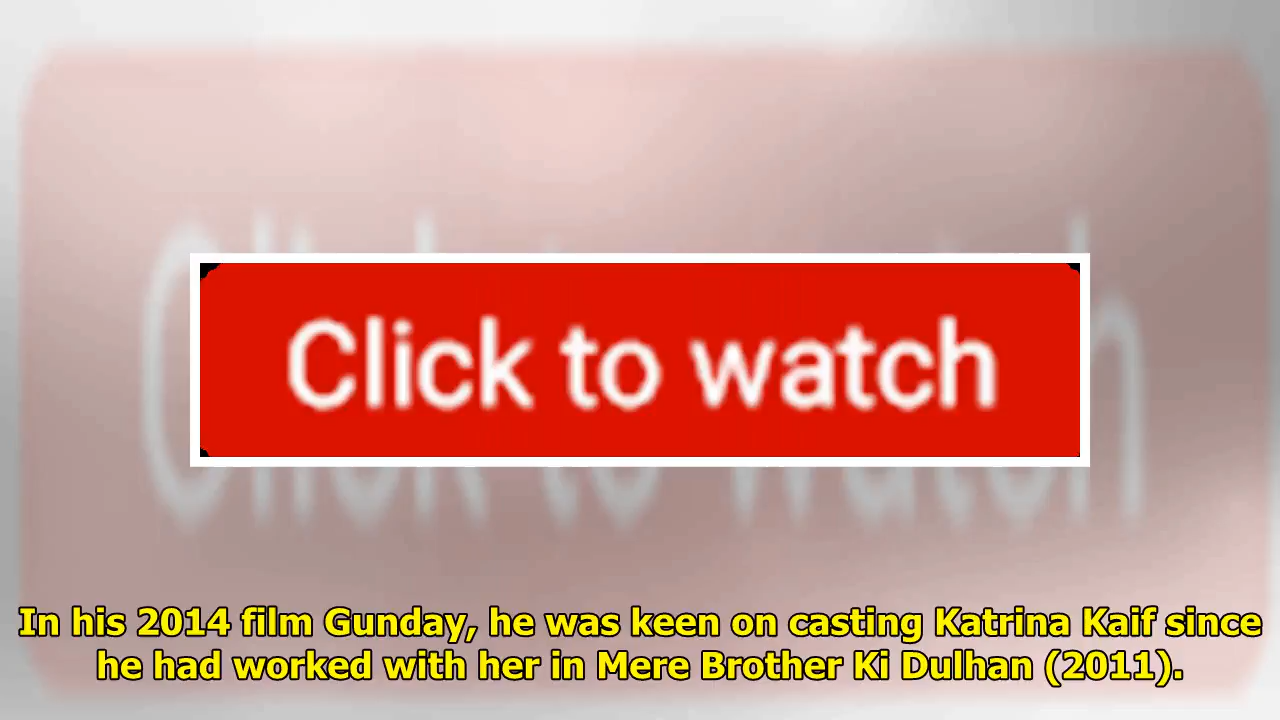 Click to watch
In his 2014 film Gunday, he was keen on casting Katrina Kaif since
he had worked with her in Mere Brother Ki Dulhan (2011).